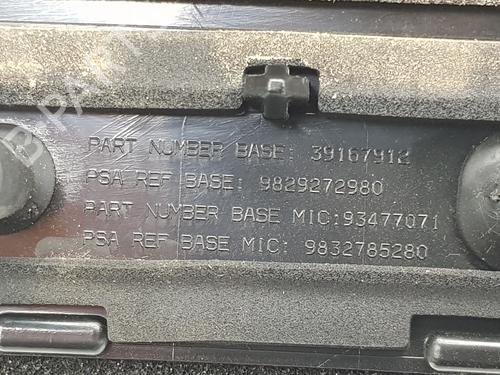 PART NUMBER BASE: 39167912
PSA REF BASE: 9829272980
PART NUMBER BASE MIC:93477071
PSA REF BASE MIC: 9832785280